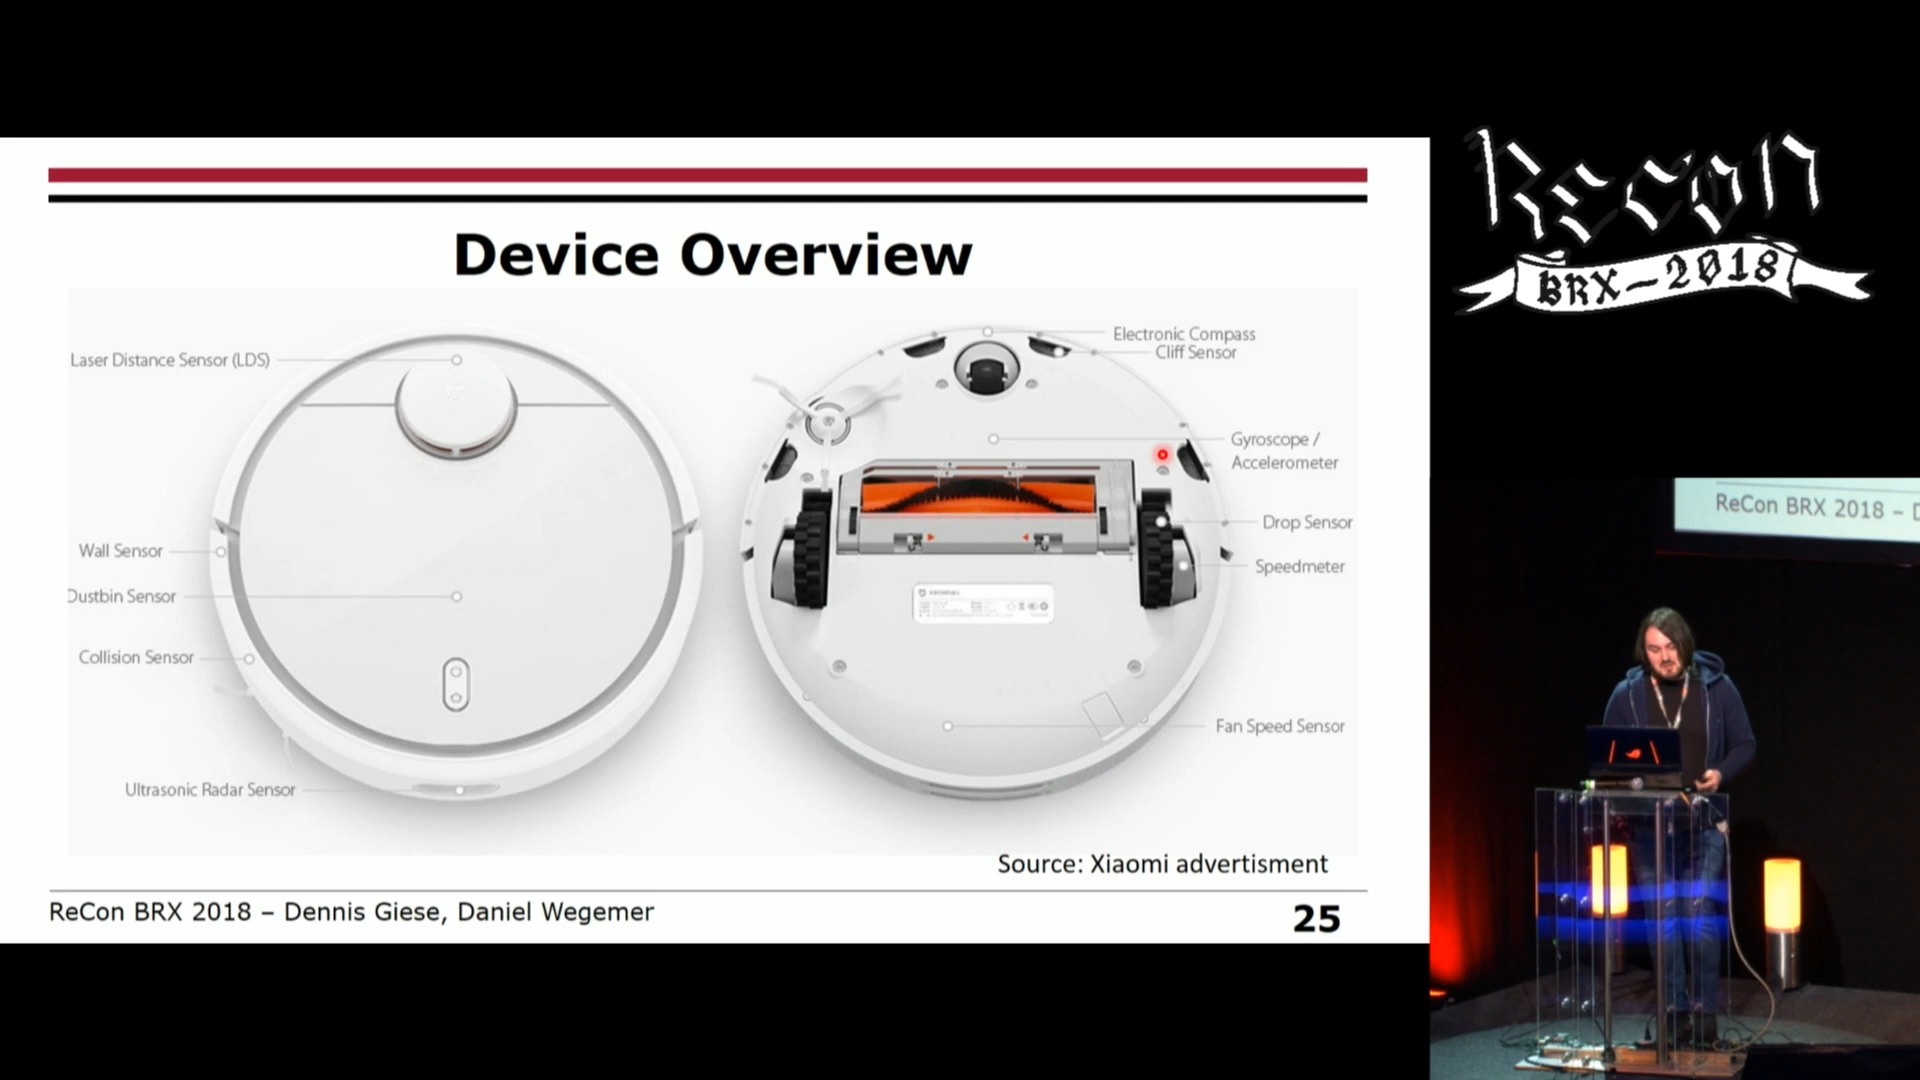 Device Overview
Laser Distance Sensor (LDS)
Wall Sensor
Dustbin Sensor
Collision Sensor
Ultrasonic Radar Sensor
Electronic Compass
Cliff Sensor
Gyroscope /
Accelerometer
Drop Sensor
Speedmeter
Fan Speed Sensor
Source: Xiaomi advertisment
ReCon BRX 2018 – Dennis Giese, Daniel Wegemer
25
Recon
BRX-2018
ReCon BRX 2018 – D